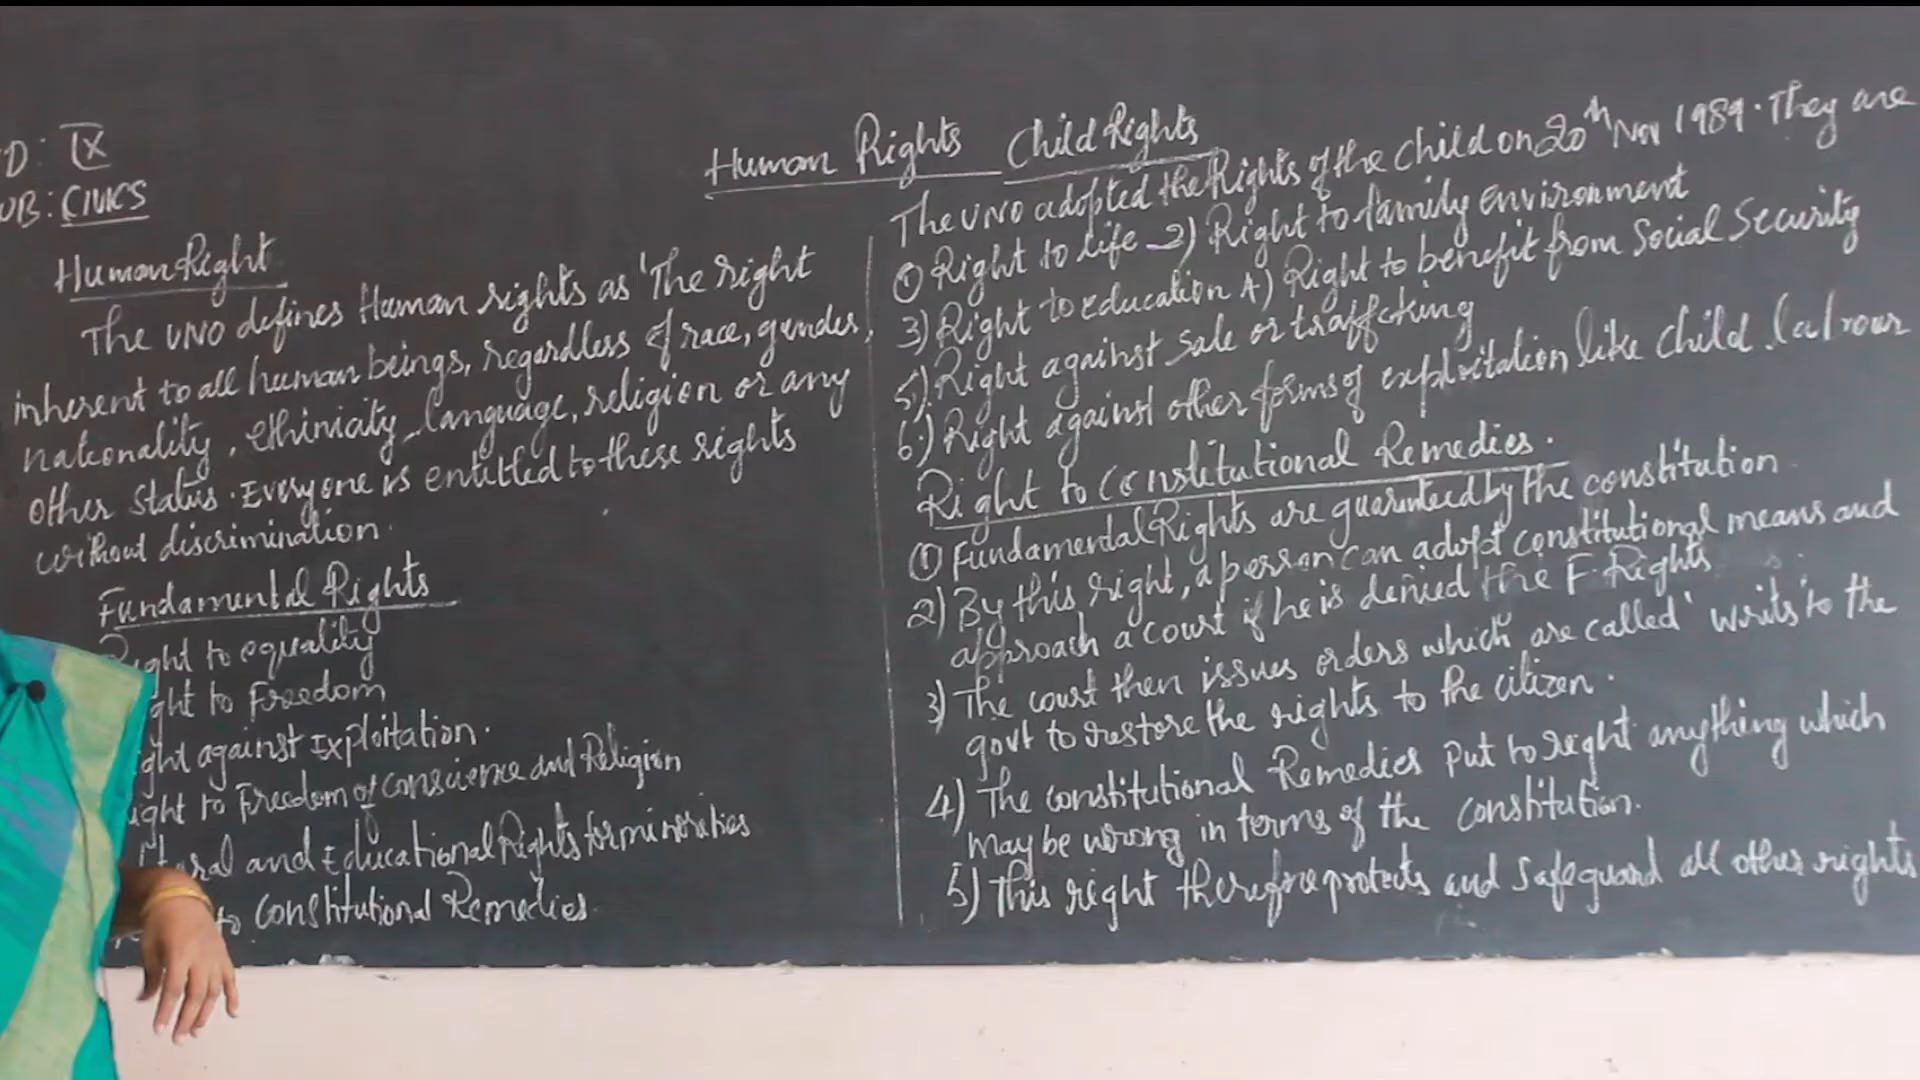 D: IX
UB: CIVICS
Human Rights
Human Right
The UNO defines Human rights as 'The right
inherent to all human beings, regardless of race, gender,
nationality, ethinicity, language, religion or any
other status. Everyone is entitled to these rights
without discrimination.
Fundamental Rights
Right to equality
ght to Freedom
ght against Exploitation.
ght to Freedom of conscience and Religion
tural and Educational Rights for minorities
to Constitutional Remedies.
Child Rights
The UNO adopted the Rights of the child on 20th Nov 1989. They are
① Right to life 2) Right to family environment
3) Right to education 4) Right to benefit from Social Security
5) Right against sale or traiffcking
6.) Right against other forms of exploitation like child labour
Right to Constitutional Remedies.
① Fundamental Rights are guaranteed by the constitution
2) By this right, a person can adopt constitutional means and
approach a court if he is denied the F. Rights
3) The court then issues orders which are called 'writs' to the
govt to restore the rights to the citizen.
4) The constitutional Remedies put to right anything which
may be wrong in terms of the constitution.
5) This right therefore protects and safeguard all other rights